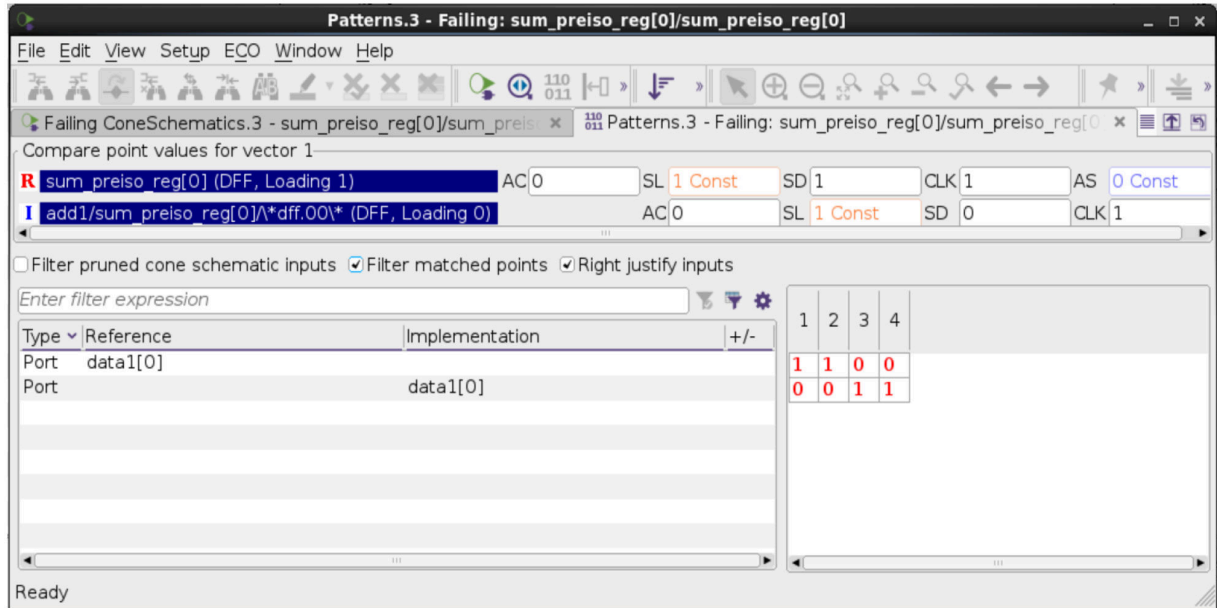 Patterns.3 - Failing: sum_preiso_reg[0]/sum_preiso_reg[0]
File Edit View Setup ECO Window Help
110 011
Failing ConeSchematics.3 - sum_preiso_reg[0]/sum_preis 110 011 Patterns.3 - Failing: sum_preiso_reg[0]/sum_preiso_reg[0
Compare point values for vector 1
R sum_preiso_reg[0] (DFF, Loading 1) AC 0 SL 1 Const SD 1 CLK 1 AS 0 Const
I add1/sum_preiso_reg[0]/\*dff.00\* (DFF, Loading 0) AC 0 SL 1 Const SD 0 CLK 1
Filter pruned cone schematic inputs Filter matched points Right justify inputs
Enter filter expression
1 2 3 4
Type Reference Implementation +/-
Port data1[0] 1 1 0 0
Port data1[0] 0 0 1 1
Ready